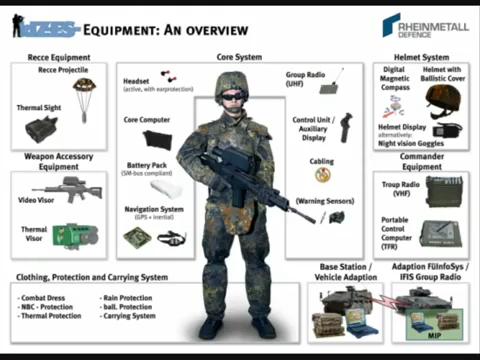 IdZ-ES- EQUIPMENT: AN OVERVIEW
RHEINMETALL
DEFENCE
Recce Equipment
Recce Projectile
Thermal Sight
Weapon Accessory
Equipment
Video Visor
Thermal
Visor
Core System
Headset
(active, with earprotection)
Core Computer
Battery Pack
(SM-bus compliant)
Navigation System
(GPS + inertial)
Group Radio
(UHF)
Control Unit /
Auxiliary
Display
Cabling
(Warning Sensors)
Helmet System
Digital
Magnetic
Compass
Helmet with
Ballistic Cover
Helmet Display
alternatively:
Night vision Goggles
Commander
Equipment
Troup Radio
(VHF)
Portable
Control
Computer
(TFR)
Clothing, Protection and Carrying System
- Combat Dress
- NBC - Protection
- Thermal Protection
- Rain Protection
- ball. Protection
- Carrying System
Base Station /
Vehicle Adaption
Adaption FüInfoSys /
IFIS Group Radio
MIP